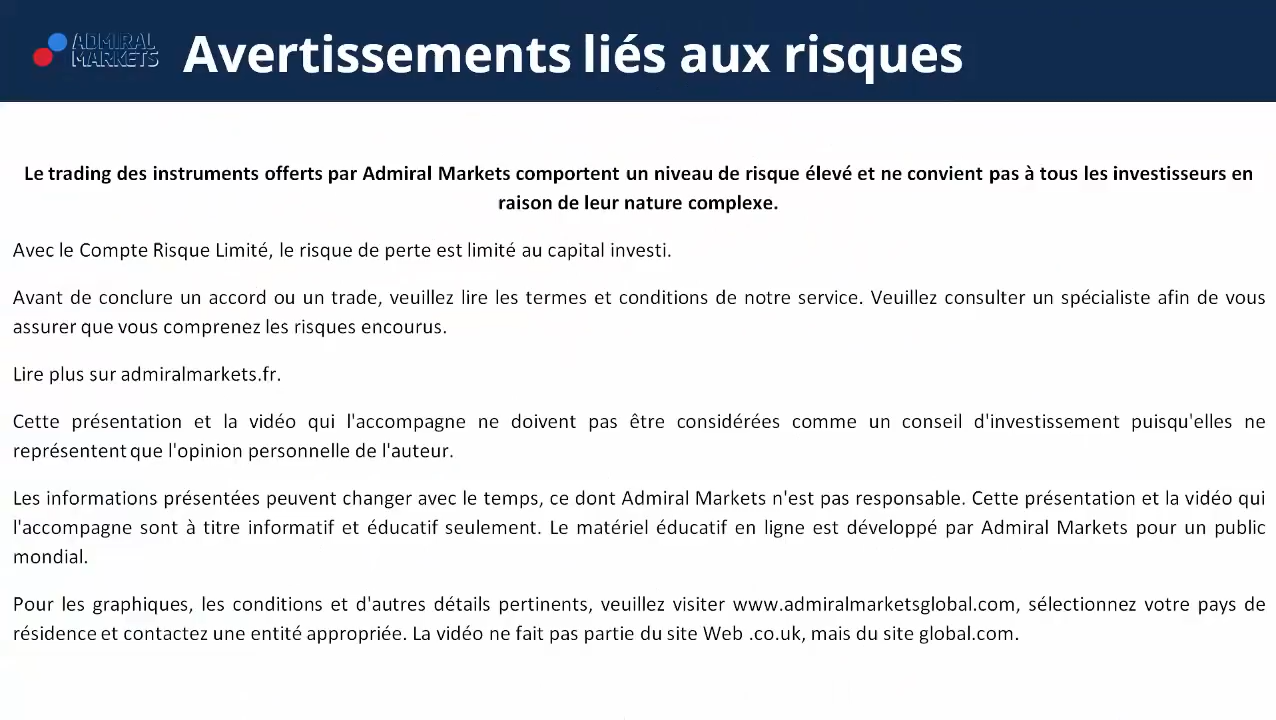 ADMIRAL
MARKETS
Avertissements liés aux risques
Le trading des instruments offerts par Admiral Markets comportent un niveau de risque élevé et ne convient pas à tous les investisseurs en
raison de leur nature complexe.
Avec le Compte Risque Limité, le risque de perte est limité au capital investi.
Avant de conclure un accord ou un trade, veuillez lire les termes et conditions de notre service. Veuillez consulter un spécialiste afin de vous
assurer que vous comprenez les risques encourus.
Lire plus sur admiralmarkets.fr.
Cette présentation et la vidéo qui l'accompagne ne doivent pas être considérées comme un conseil d'investissement puisqu'elles ne
représentent que l'opinion personnelle de l'auteur.
Les informations présentées peuvent changer avec le temps, ce dont Admiral Markets n'est pas responsable. Cette présentation et la vidéo qui
l'accompagne sont à titre informatif et éducatif seulement. Le matériel éducatif en ligne est développé par Admiral Markets pour un public
mondial.
Pour les graphiques, les conditions et d'autres détails pertinents, veuillez visiter www.admiralmarketsglobal.com, sélectionnez votre pays de
résidence et contactez une entité appropriée. La vidéo ne fait pas partie du site Web .co.uk, mais du site global.com.